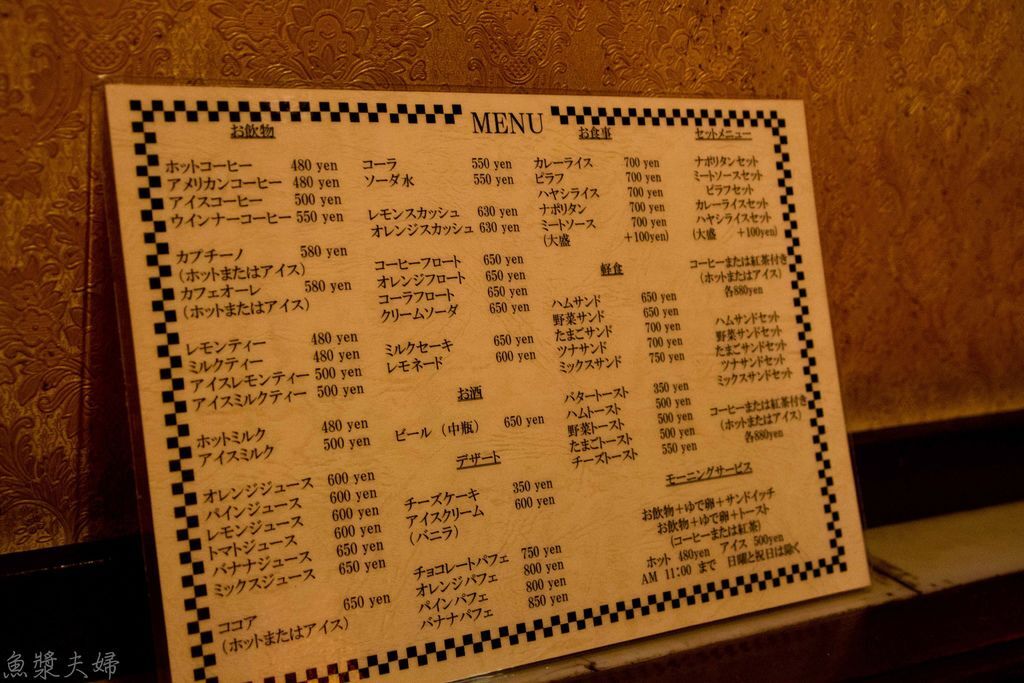 MENU
お飲物
ホットコーヒー 480 yen
アメリカンコーヒー 480 yen
アイスコーヒー 500 yen
ウインナーコーヒー 550 yen
カプチーノ 580 yen
(ホットまたはアイス)
カフェオーレ 580 yen
(ホットまたはアイス)
レモンティー 480 yen
ミルクティー 480 yen
アイスレモンティー 500 yen
アイスミルクティー 500 yen
ホットミルク 480 yen
アイスミルク 500 yen
オレンジジュース 600 yen
パインジュース 600 yen
レモンジュース 600 yen
トマトジュース 600 yen
バナナジュース 650 yen
ミックスジュース 650 yen
ココア 650 yen
(ホットまたはアイス)
コーラ 550 yen
ソーダ水 550 yen
レモンスカッシュ 630 yen
オレンジスカッシュ 630 yen
コーヒーフロート 650 yen
オレンジフロート 650 yen
コーラフロート 650 yen
クリームソーダ 650 yen
ミルクセーキ 650 yen
レモネード 600 yen
お酒
ビール (中瓶) 650 yen
デザート
チーズケーキ 350 yen
アイスクリーム 600 yen
(バニラ)
チョコレートパフェ 750 yen
オレンジパフェ 800 yen
パインパフェ 800 yen
バナナパフェ 850 yen
お食事
カレーライス 700 yen
ピラフ 700 yen
ハヤシライス 700 yen
ナポリタン 700 yen
ミートソース 700 yen
(大盛 +100yen)
軽食
ハムサンド 650 yen
野菜サンド 650 yen
たまごサンド 700 yen
ツナサンド 700 yen
ミックスサンド 750 yen
バタートースト 350 yen
ハムトースト 500 yen
野菜トースト 500 yen
たまごトースト 500 yen
チーズトースト 550 yen
セットメニュー
ナポリタンセット
ミートソースセット
ピラフセット
カレーライスセット
ハヤシライスセット
(大盛 +100yen)
コーヒーまたは紅茶付き
(ホットまたはアイス)
各880yen
ハムサンドセット
野菜サンドセット
たまごサンドセット
ツナサンドセット
ミックスサンドセット
コーヒーまたは紅茶付き
(ホットまたはアイス)
各880yen
モーニングサービス
お飲物+ゆで卵+サンドイッチ
お飲物+ゆで卵+トースト
(コーヒーまたは紅茶)
ホット 480yen アイス 500yen
AM 11:00 まで 日曜と祝日は除く
魚漿夫婦